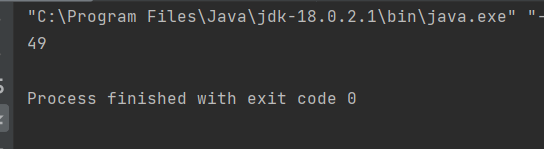 "C:\Program Files\Java\jdk-18.0.2.1\bin\java.exe" "-
49
Process finished with exit code 0